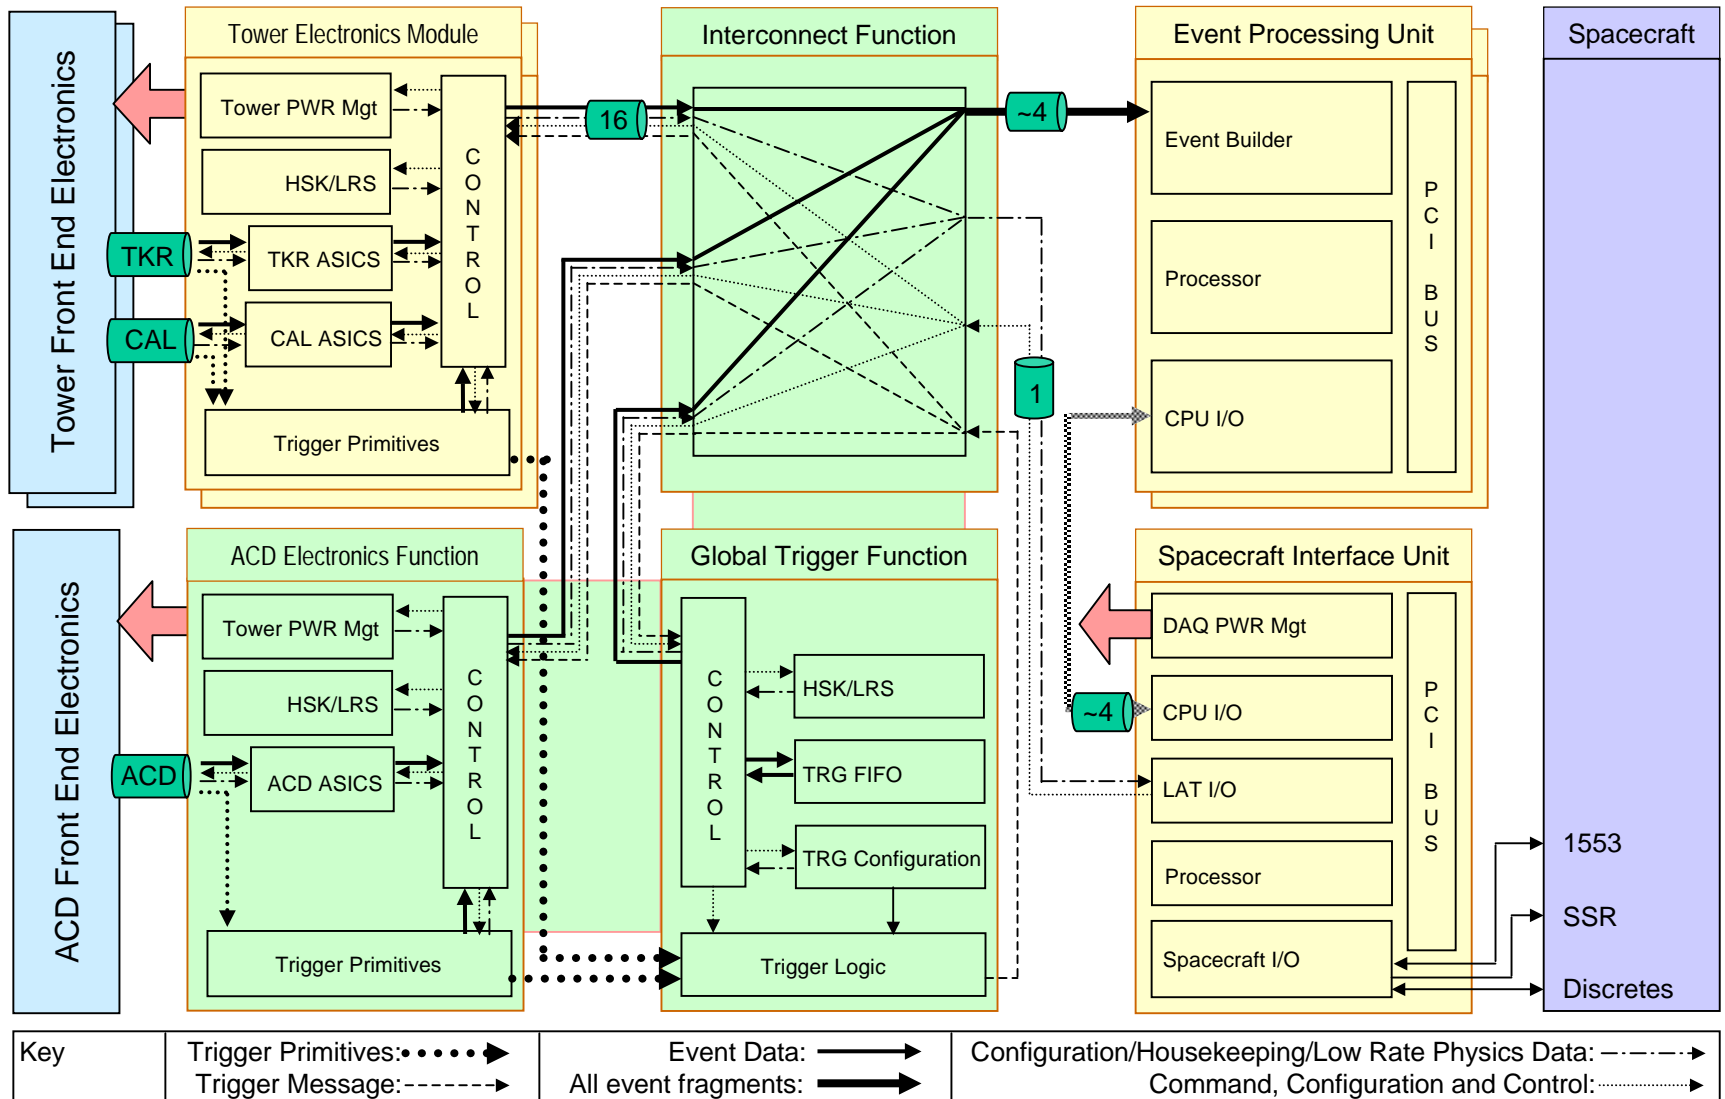 Tower Front End Electronics
Tower Electronics Module
Tower PWR Mgt
HSK/LRS
TKR
TKR ASICS
CAL
CAL ASICS
CONTROL
Trigger Primitives
16
Interconnect Function
~4
1
Event Processing Unit
Event Builder
Processor
CPU I/O
PCI BUS
Spacecraft
1553
SSR
Discretes
ACD Front End Electronics
ACD Electronics Function
Tower PWR Mgt
HSK/LRS
ACD
ACD ASICS
CONTROL
Trigger Primitives
Global Trigger Function
CONTROL
HSK/LRS
TRG FIFO
TRG Configuration
Trigger Logic
Spacecraft Interface Unit
DAQ PWR Mgt
~4
CPU I/O
LAT I/O
Processor
Spacecraft I/O
PCI BUS
Key
Trigger Primitives:
Trigger Message:
Event Data:
All event fragments:
Configuration/Housekeeping/Low Rate Physics Data:
Command, Configuration and Control: